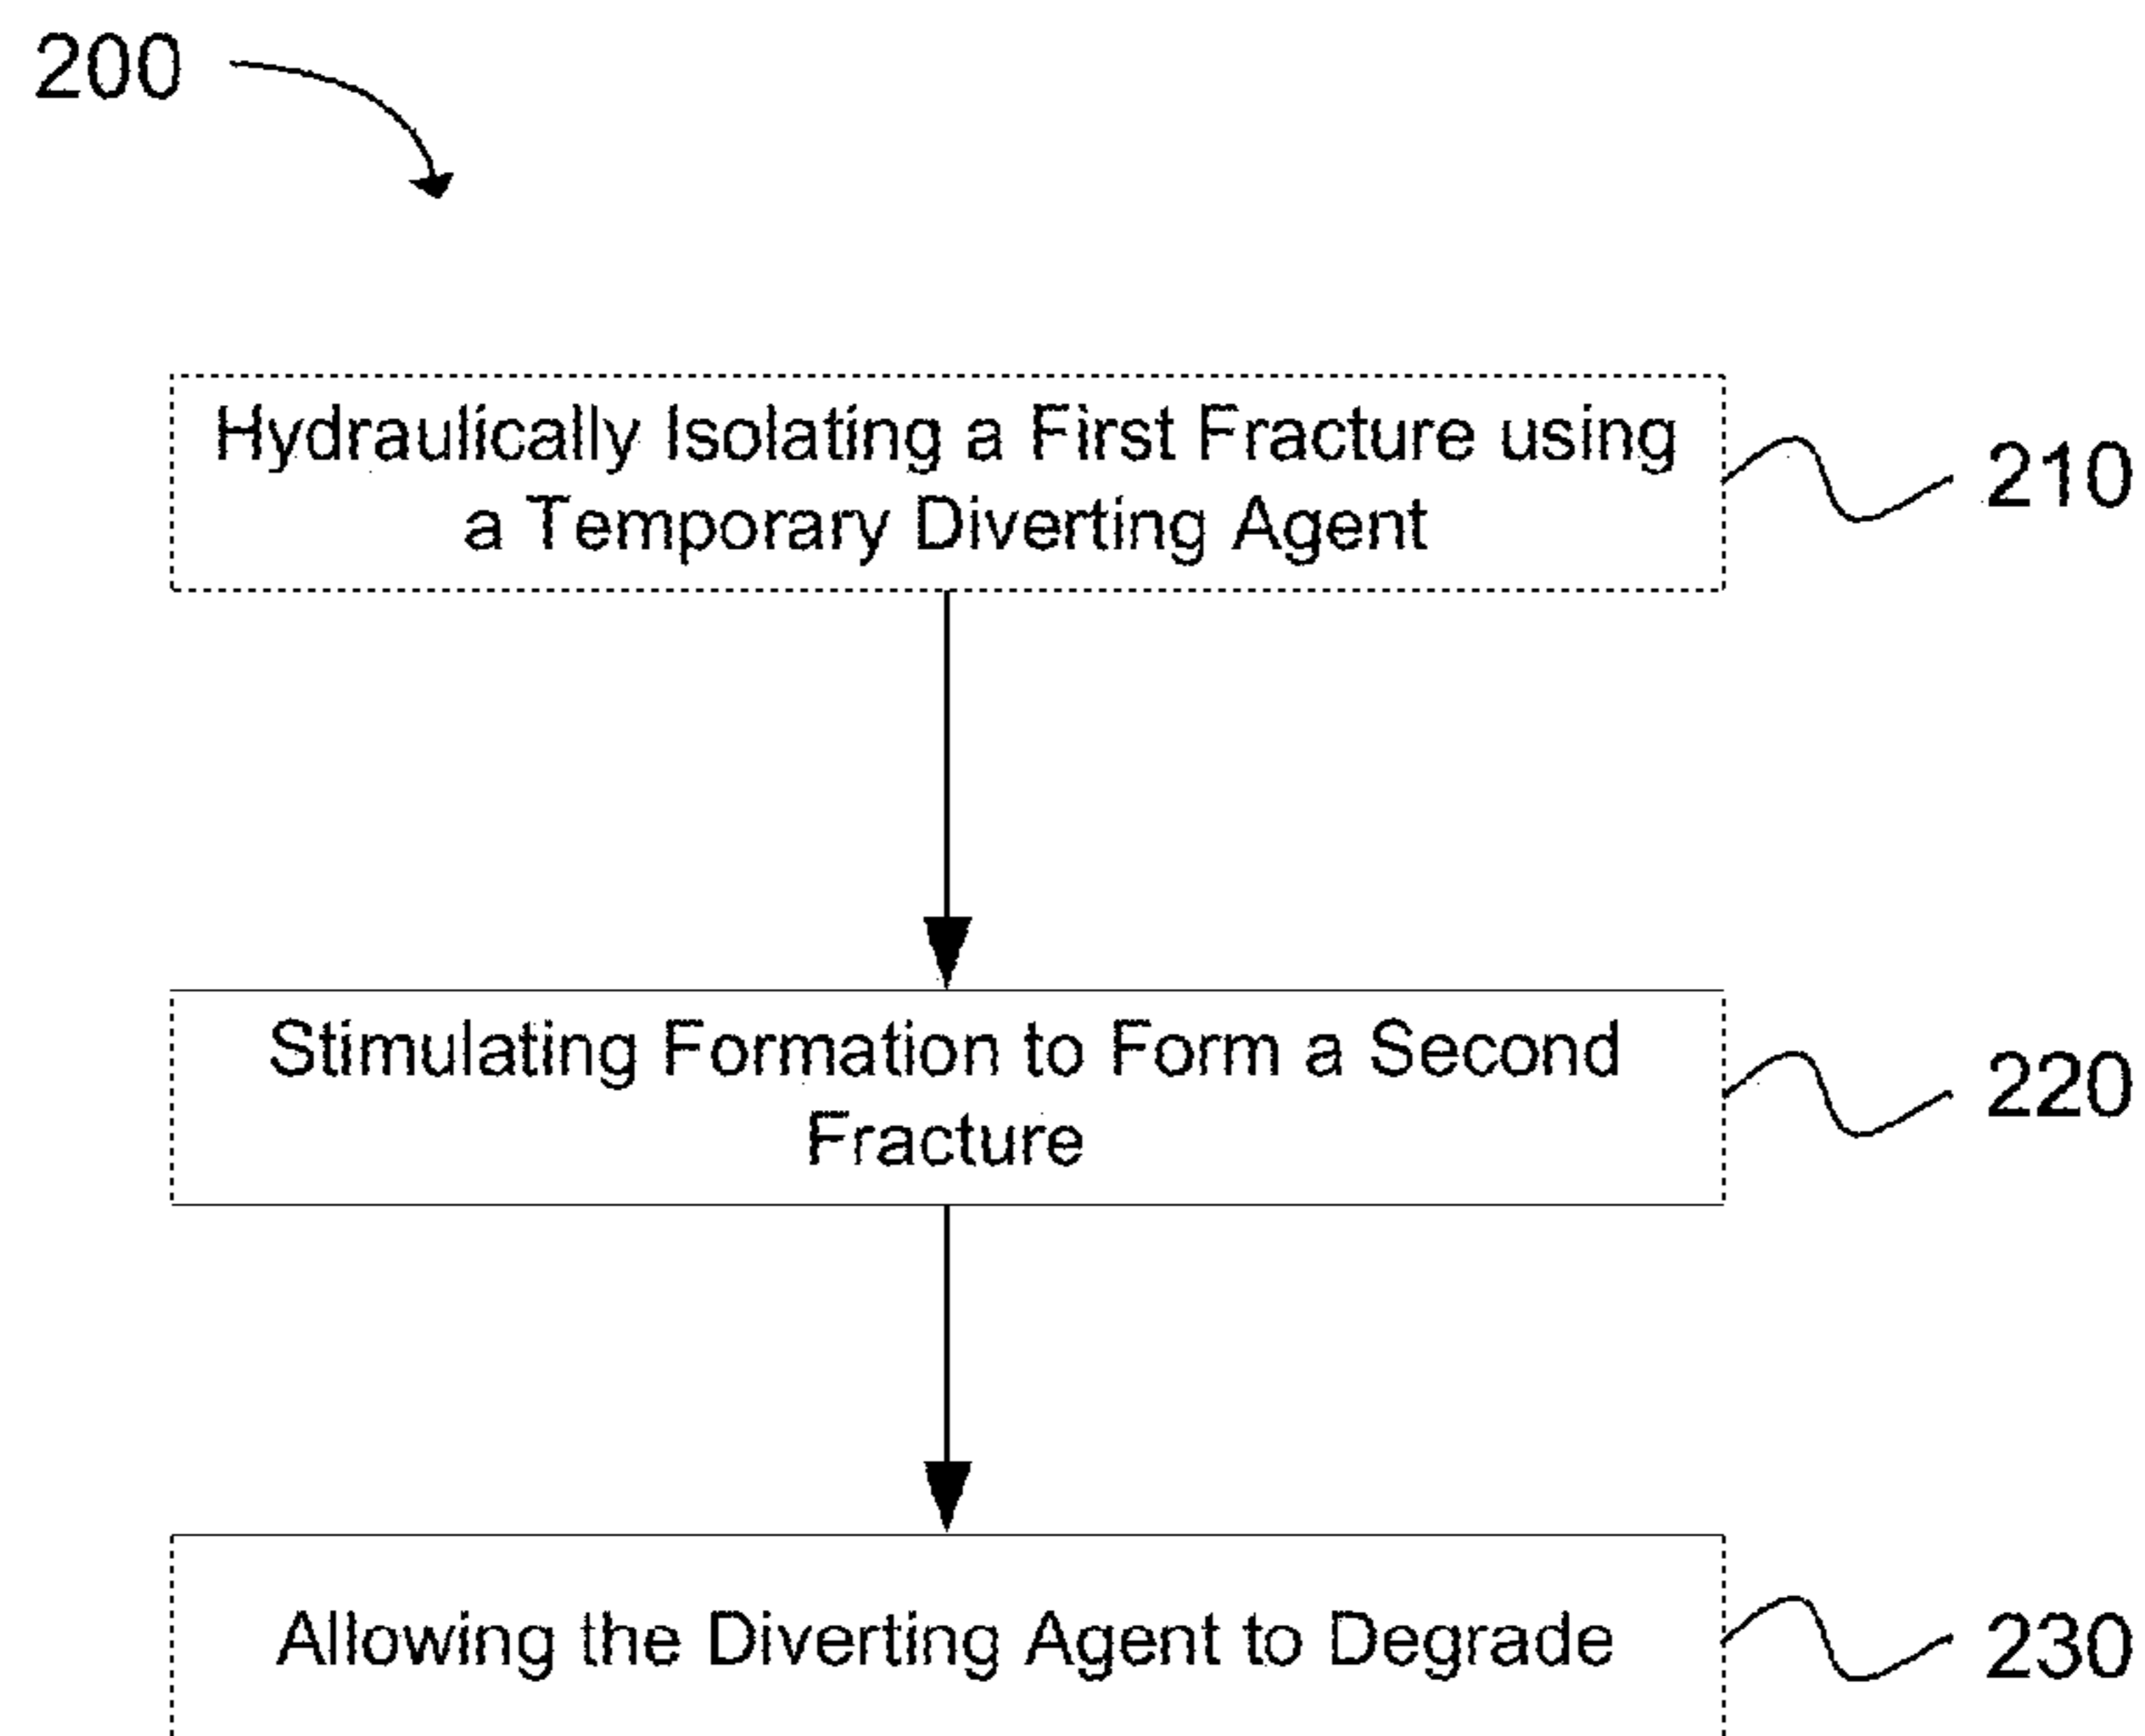 200
Hydraulically Isolating a First Fracture using
a Temporary Diverting Agent
210
Stimulating Formation to Form a Second
Fracture
220
Allowing the Diverting Agent to Degrade
230